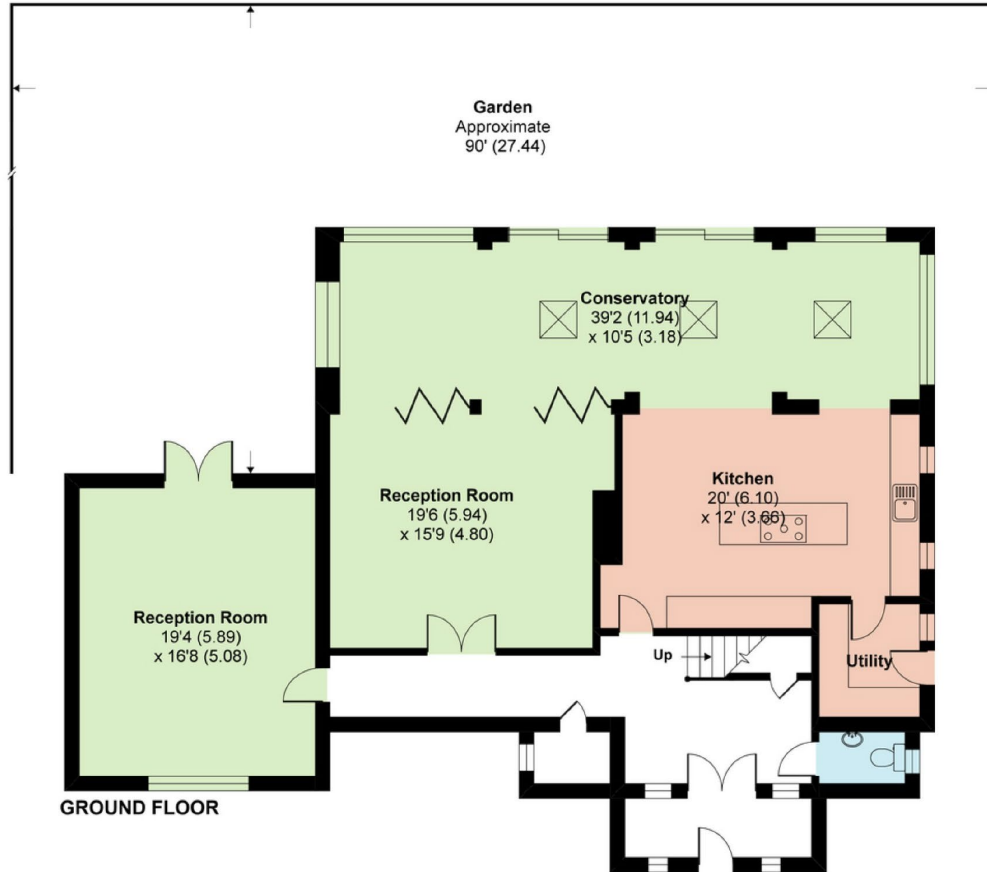 Garden
Approximate
90' (27.44)
Conservatory
39'2 (11.94)
x 10'5 (3.18)
Kitchen
20' (6.10)
x 12' (3.66)
Reception Room
19'6 (5.94)
x 15'9 (4.80)
Reception Room
19'4 (5.89)
x 16'8 (5.08)
Up
Utility
GROUND FLOOR